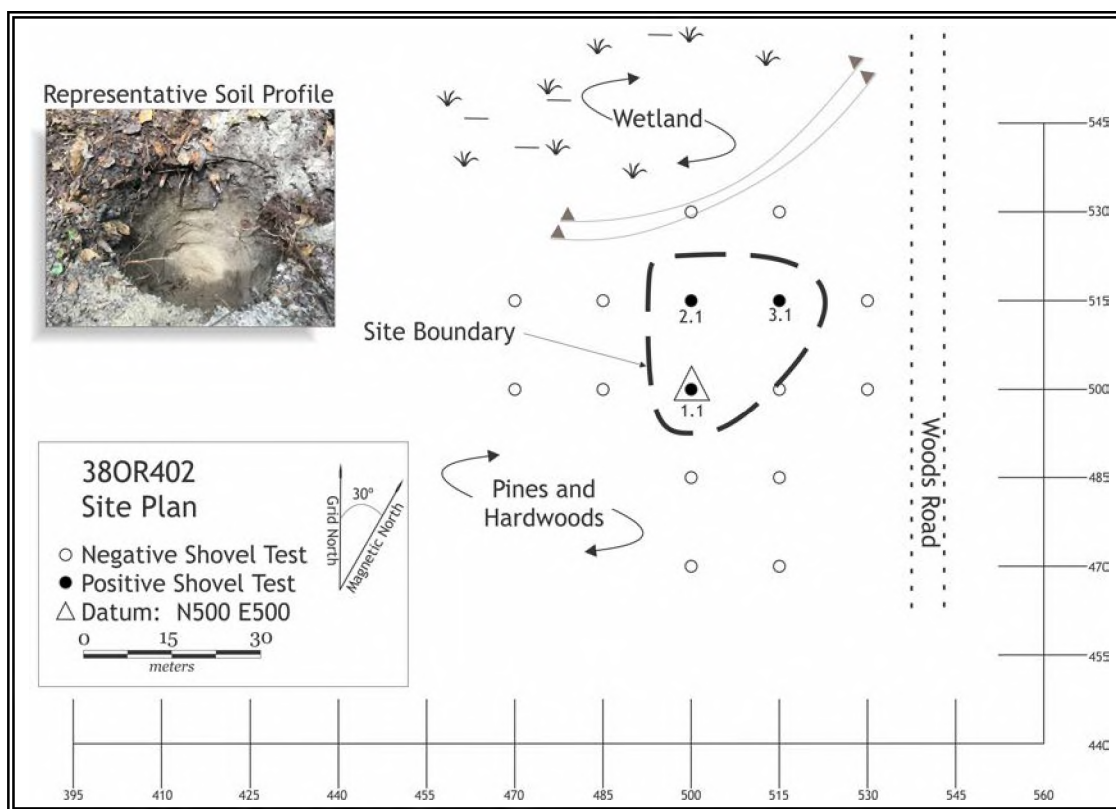 Representative Soil Profile
Wetland
545
530
515
2.1
3.1
Site Boundary
500
1.1
Woods Road
485
Pines and
Hardwoods
470
38OR402
Site Plan
30°
Grid North
Magnetic North
Negative Shovel Test
Positive Shovel Test
Datum: N500 E500
0 15 30
meters
455
440
395 410 425 440 455 470 485 500 515 530 545 560